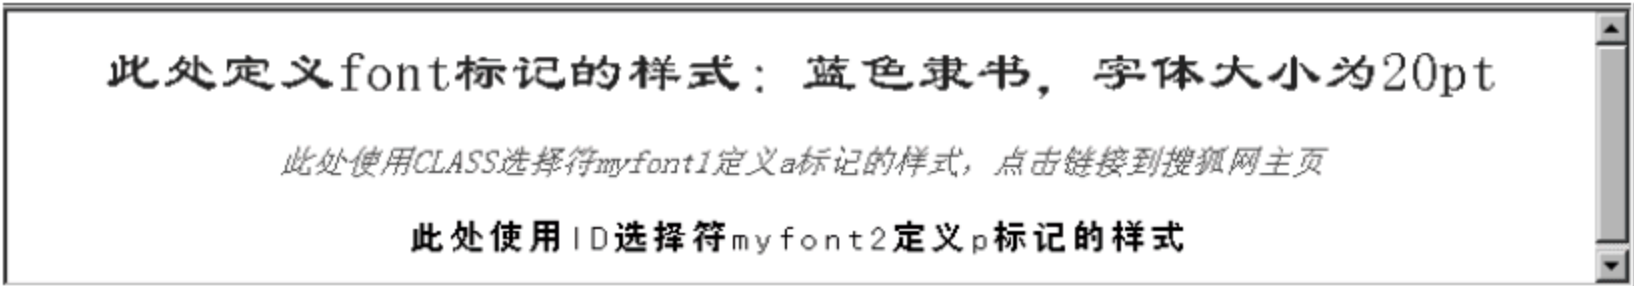 此处定义font标记的样式：蓝色隶书，字体大小为20pt
此处使用CLASS选择符myfont1定义a标记的样式，点击链接到搜狐网主页
此处使用ID选择符myfont2定义p标记的样式